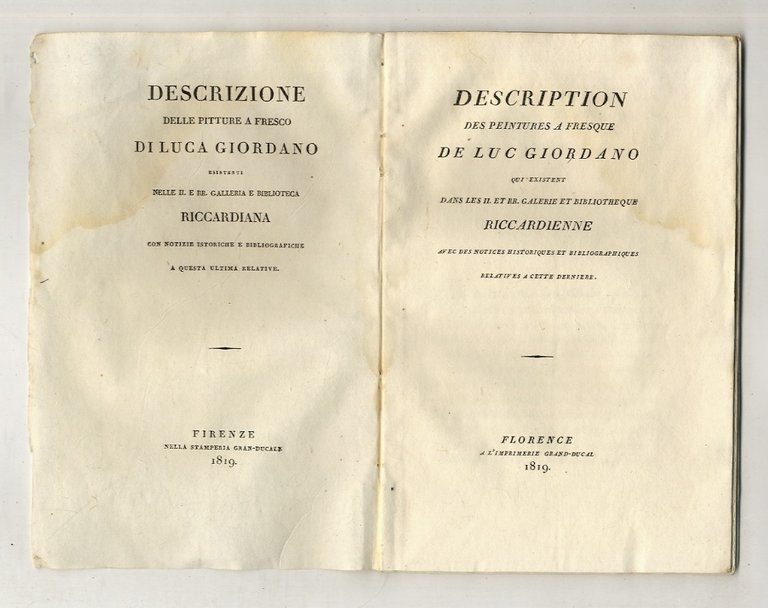 DESCRIZIONE
DELLE PITTURE A FRESCO
DI LUCA GIORDANO
ESISTENTI
NELLE II. E RR. GALLERIA E BIBLIOTECA
RICCARDIANA
CON NOTIZIE ISTORICHE E BIBLIOGRAFICHE
A QUESTA ULTIMA RELATIVE.
FIRENZE
NELLA STAMPERIA GRAN-DUCALE
1819.
DESCRIPTION
DES PEINTURES A FRESQUE
DE LUC GIORDANO
QUI EXISTENT
DANS LES II. ET RR. GALERIE ET BIBLIOTHEQUE
RICCARDIENNE
AVEC DES NOTICES HISTORIQUES ET BIBLIOGRAPHIQUES
RELATIVES A CETTE DERNIERE.
FLORENCE
A L'IMPRIMERIE GRAND-DUCAL
1819.